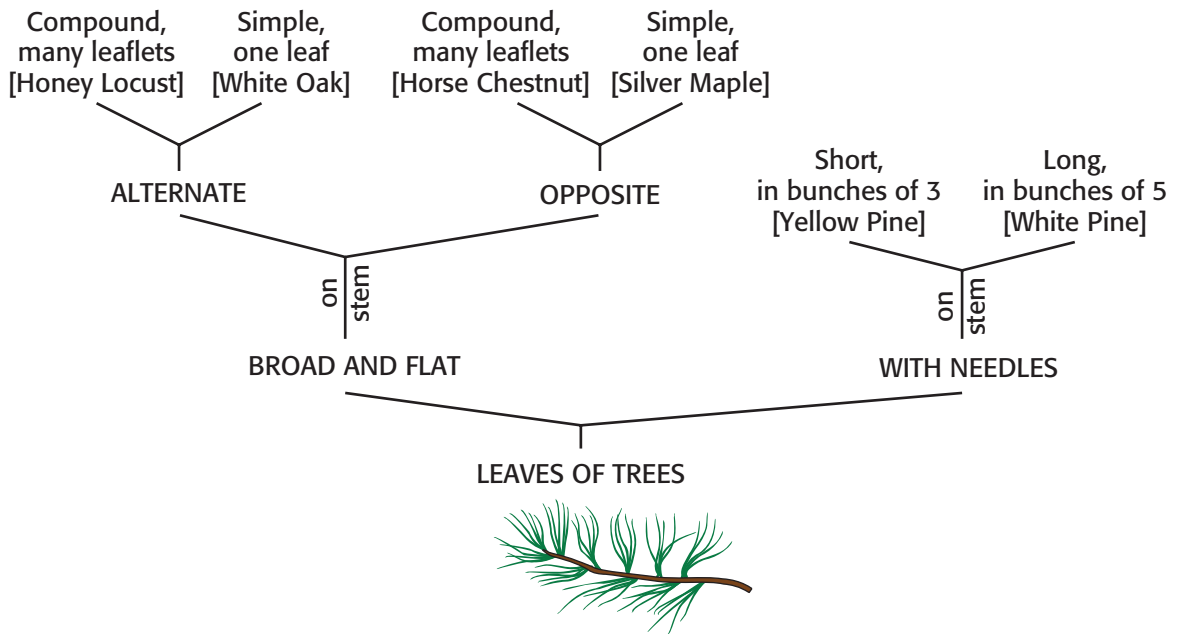 Compound,
many leaflets
[Honey Locust]
Simple,
one leaf
[White Oak]
Compound,
many leaflets
[Horse Chestnut]
Simple,
one leaf
[Silver Maple]
Short,
in bunches of 3
[Yellow Pine]
Long,
in bunches of 5
[White Pine]
ALTERNATE
OPPOSITE
on
stem
on
stem
BROAD AND FLAT
WITH NEEDLES
LEAVES OF TREES